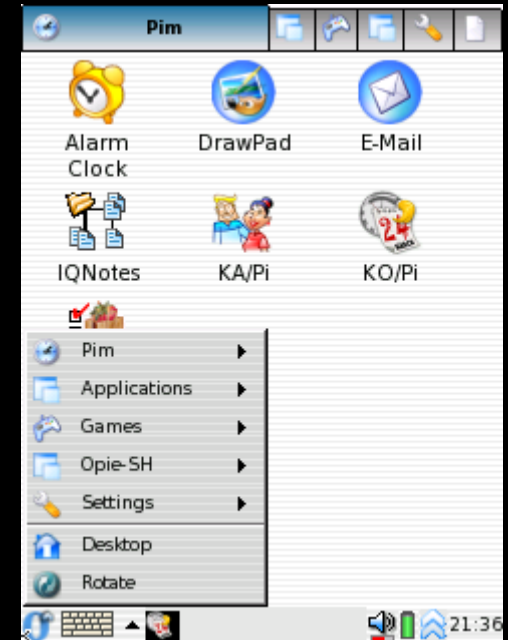 Pim
Alarm
Clock
DrawPad
E-Mail
IQNotes
KA/Pi
KO/Pi
24
Pim
Applications
Games
Opie-SH
Settings
Desktop
Rotate
21:36